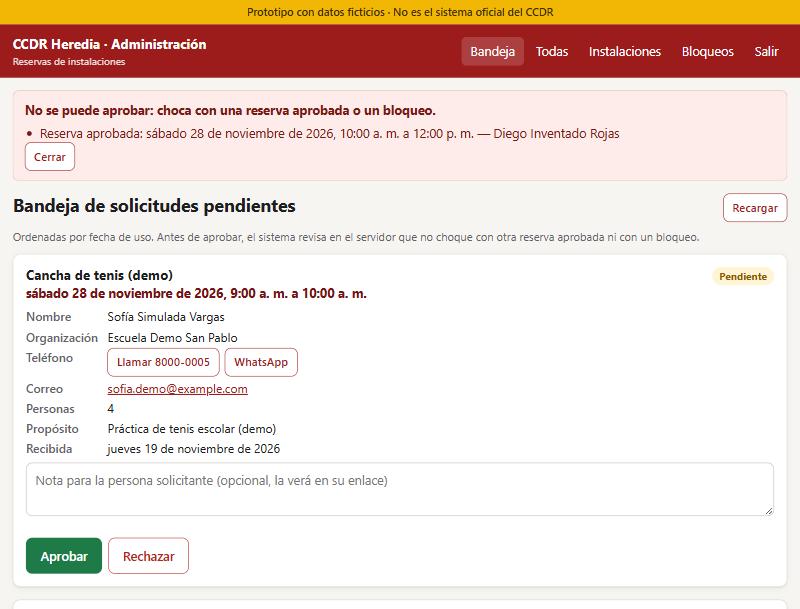 Prototipo con datos ficticios · No es el sistema oficial del CCDR
CCDR Heredia · Administración
Reservas de instalaciones
Bandeja Todas Instalaciones Bloqueos Salir
No se puede aprobar: choca con una reserva aprobada o un bloqueo.
• Reserva aprobada: sábado 28 de noviembre de 2026, 10:00 a. m. a 12:00 p. m. — Diego Inventado Rojas
Cerrar
Bandeja de solicitudes pendientes
Recargar
Ordenadas por fecha de uso. Antes de aprobar, el sistema revisa en el servidor que no choque con otra reserva aprobada ni con un bloqueo.
Cancha de tenis (demo)
Pendiente
sábado 28 de noviembre de 2026, 9:00 a. m. a 10:00 a. m.
Nombre Sofía Simulada Vargas
Organización Escuela Demo San Pablo
Teléfono Llamar 8000-0005 WhatsApp
Correo sofia.demo@example.com
Personas 4
Propósito Práctica de tenis escolar (demo)
Recibida jueves 19 de noviembre de 2026
Nota para la persona solicitante (opcional, la verá en su enlace)
Aprobar Rechazar